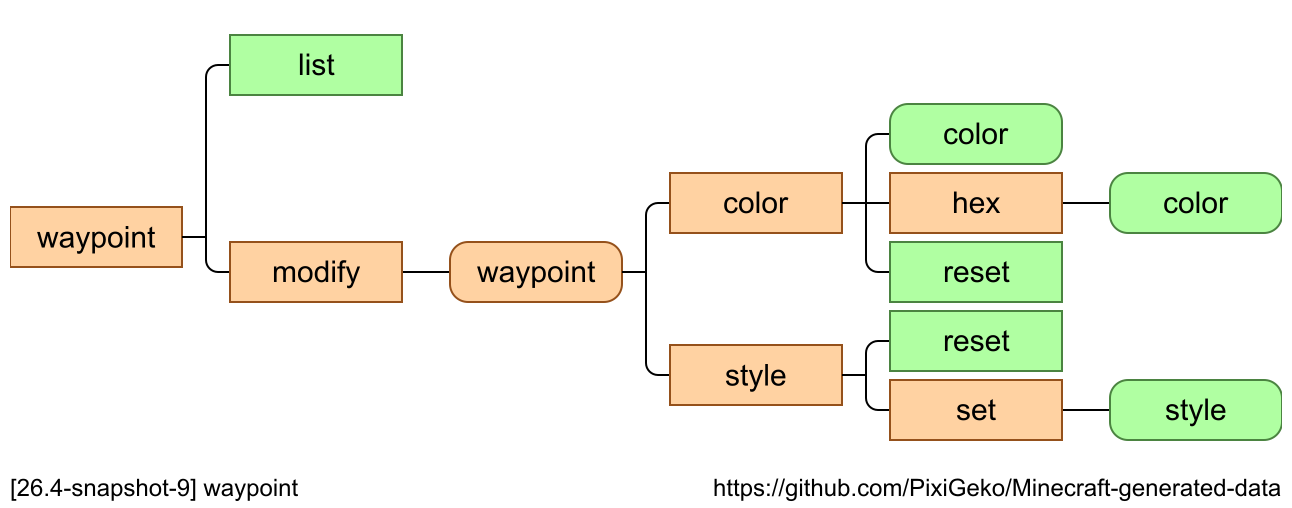 list
color
color
hex
color
waypoint
modify
waypoint
reset
reset
style
set
style
[26.4-snapshot-9] waypoint
https://github.com/PixiGeko/Minecraft-generated-data